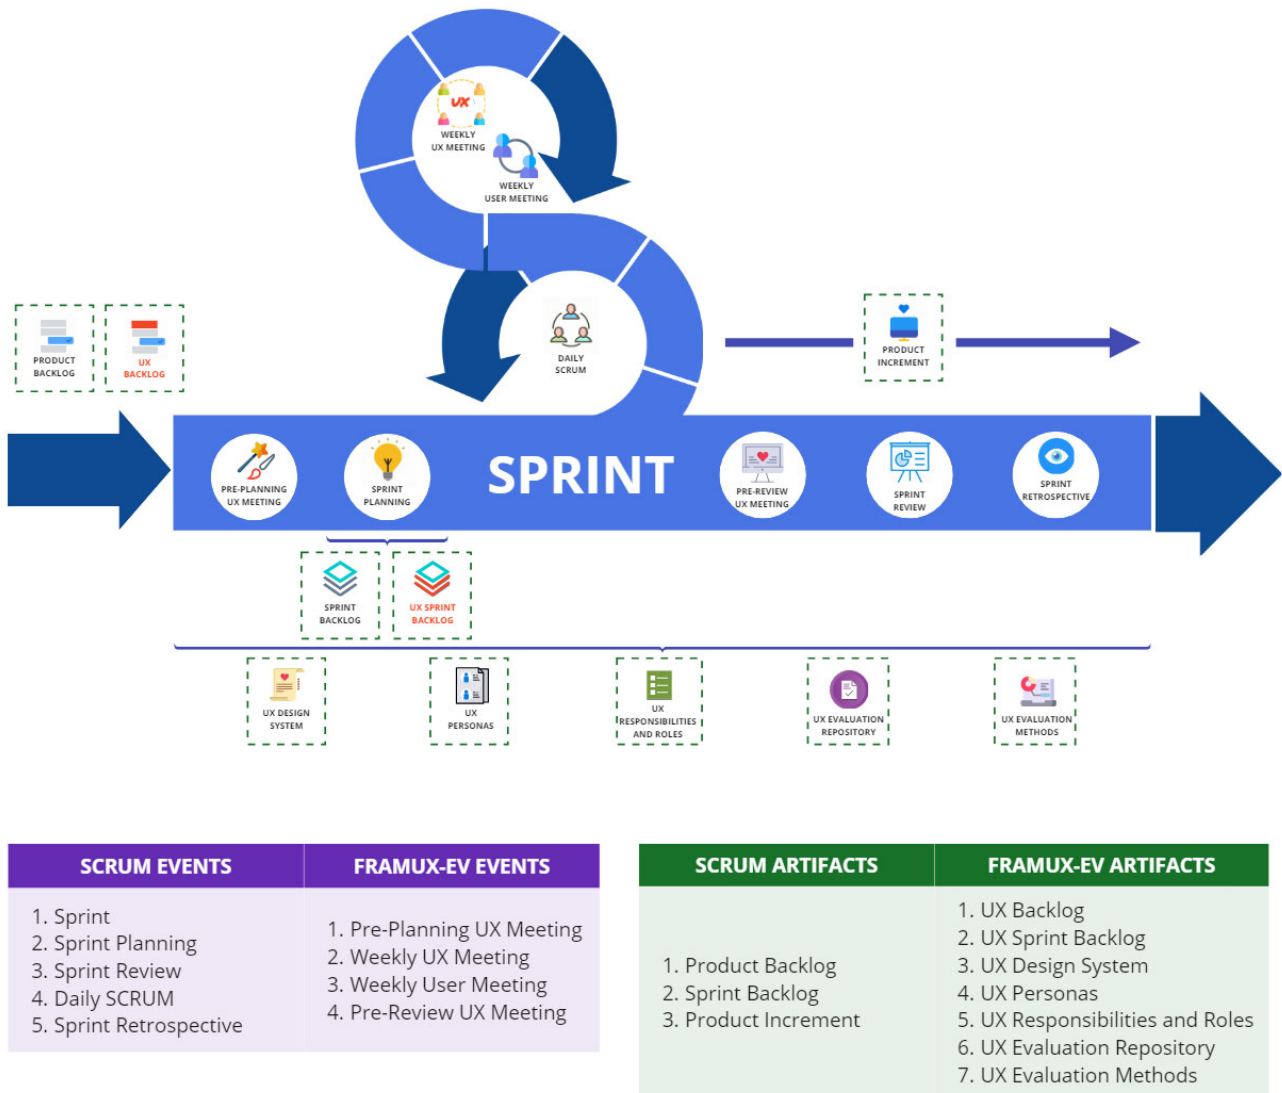 UX
WEEKLY
UX MEETING
WEEKLY
USER MEETING
DAILY
SCRUM
PRODUCT
BACKLOG
UX
BACKLOG
PRODUCT
INCREMENT
PRE-PLANNING
UX MEETING
SPRINT
PLANNING
SPRINT
PRE-REVIEW
UX MEETING
SPRINT
REVIEW
SPRINT
RETROSPECTIVE
SPRINT
BACKLOG
UX SPRINT
BACKLOG
UX DESIGN
SYSTEM
UX
PERSONAS
UX
RESPONSIBILITIES
AND ROLES
UX EVALUATION
REPOSITORY
UX EVALUATION
METHODS
SCRUM EVENTS
1. Sprint
2. Sprint Planning
3. Sprint Review
4. Daily SCRUM
5. Sprint Retrospective
FRAMUX-EV EVENTS
1. Pre-Planning UX Meeting
2. Weekly UX Meeting
3. Weekly User Meeting
4. Pre-Review UX Meeting
SCRUM ARTIFACTS
1. Product Backlog
2. Sprint Backlog
3. Product Increment
FRAMUX-EV ARTIFACTS
1. UX Backlog
2. UX Sprint Backlog
3. UX Design System
4. UX Personas
5. UX Responsibilities and Roles
6. UX Evaluation Repository
7. UX Evaluation Methods